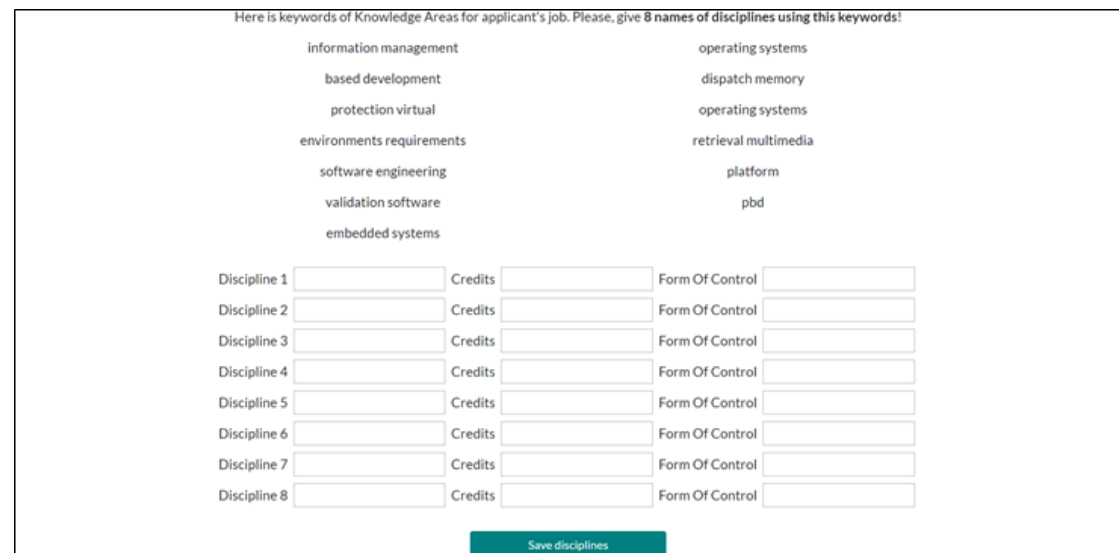 Here is keywords of Knowledge Areas for applicant's job. Please, give 8 names of disciplines using this keywords!
information management operating systems
based development dispatch memory
protection virtual operating systems
environments requirements retrieval multimedia
software engineering platform
validation software pbd
embedded systems
Discipline 1 Credits Form Of Control
Discipline 2 Credits Form Of Control
Discipline 3 Credits Form Of Control
Discipline 4 Credits Form Of Control
Discipline 5 Credits Form Of Control
Discipline 6 Credits Form Of Control
Discipline 7 Credits Form Of Control
Discipline 8 Credits Form Of Control
Save disciplines